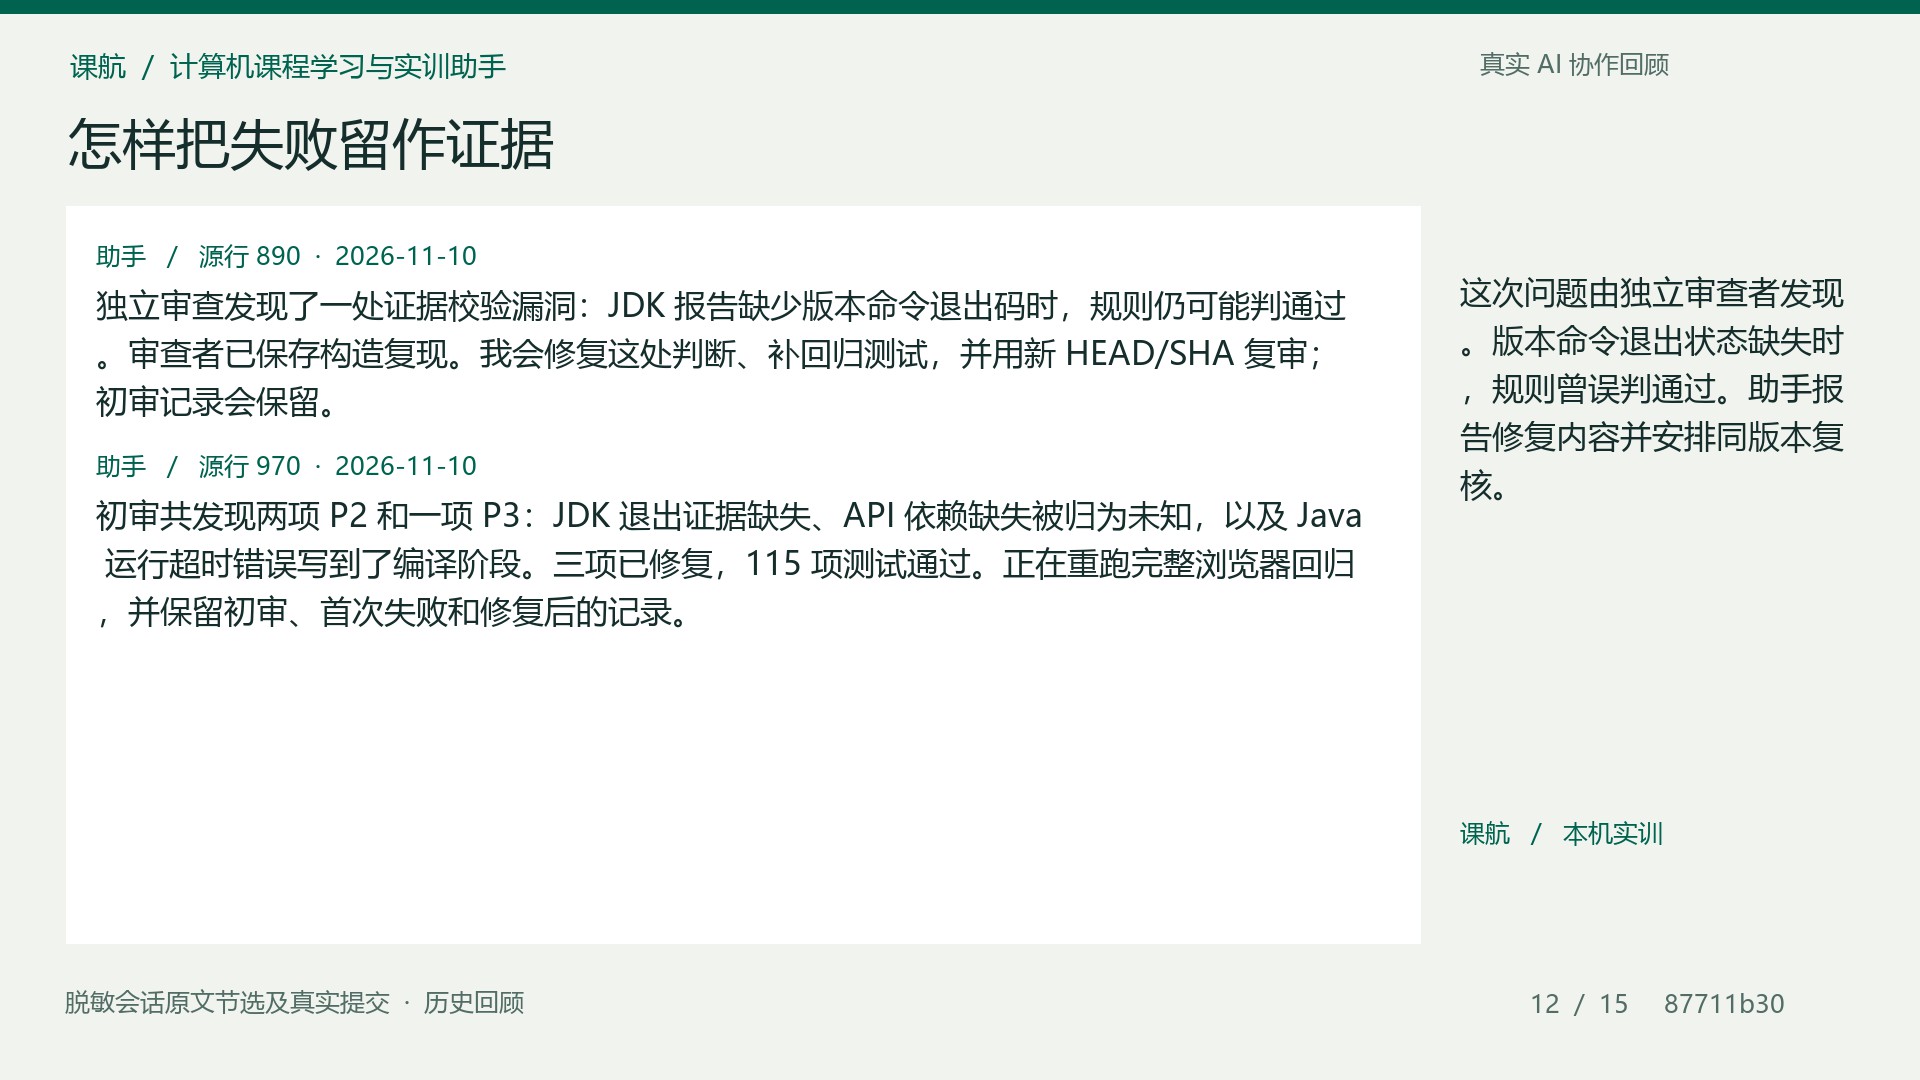 课航 / 计算机课程学习与实训助手
真实 AI 协作回顾
怎样把失败留作证据
助手 / 源行 890 · 2026-11-10
独立审查发现了一处证据校验漏洞：JDK 报告缺少版本命令退出码时，规则仍可能判通过
。审查者已保存构造复现。我会修复这处判断、补回归测试，并用新 HEAD/SHA 复审；
初审记录会保留。
助手 / 源行 970 · 2026-11-10
初审共发现两项 P2 和一项 P3：JDK 退出证据缺失、API 依赖缺失被归为未知，以及 Java
运行超时错误写到了编译阶段。三项已修复，115 项测试通过。正在重跑完整浏览器回归
，并保留初审、首次失败和修复后的记录。
这次问题由独立审查者发现
。版本命令退出状态缺失时
，规则曾误判通过。助手报
告修复内容并安排同版本复
核。
课航 / 本机实训
脱敏会话原文节选及真实提交 · 历史回顾
12 / 15 87711b30